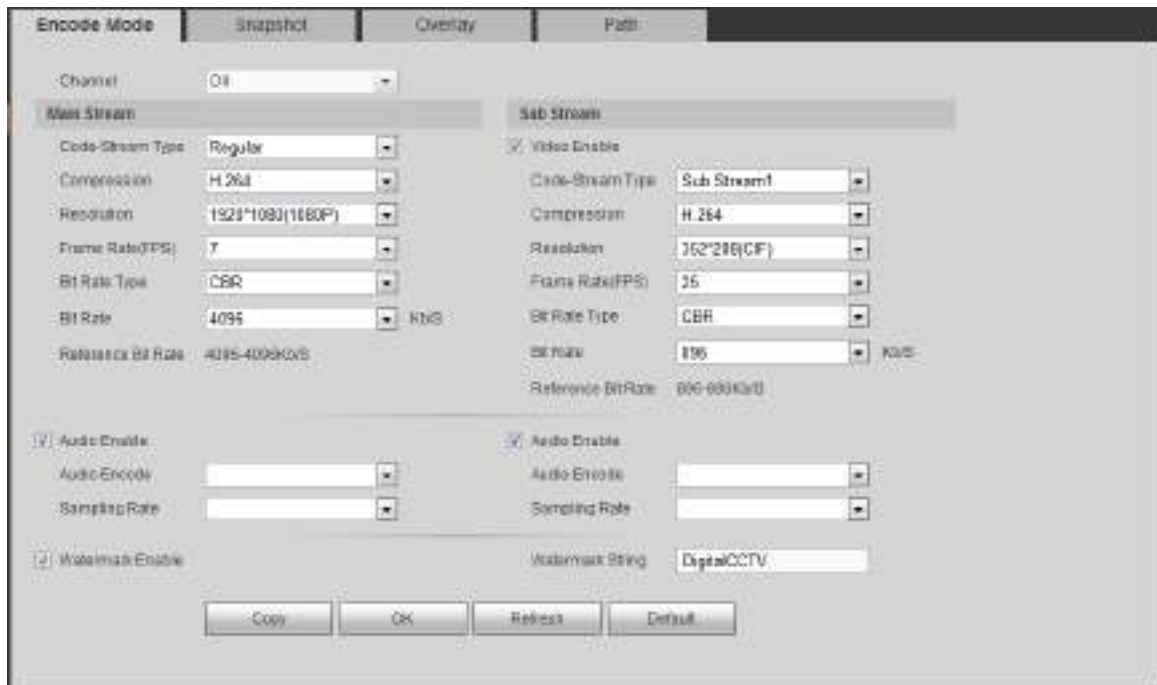 Encode Mode
Snapshot
Overlay
Path
Channel
Main Stream
Code-Stream Type Regular
Compression H.264
Resolution 1920*1080(1080P)
Frame Rate(FPS) 7
Bit Rate Type CBR
Bit Rate 4096 Kb/S
Reference Bit Rate 4096-4096Kb/S
Sub Stream
Video Enable
Code-Stream Type Sub Stream1
Compression H.264
Resolution 352*288(CIF)
Frame Rate(FPS) 25
Bit Rate Type CBR
Bit Rate 896 Kb/S
Reference Bit Rate
Audio Enable
Audio Encode
Sampling Rate
Audio Enable
Audio Encode
Sampling Rate
Watermark Enable
Watermark String DigitalCCTV
Copy
OK
Refresh
Default